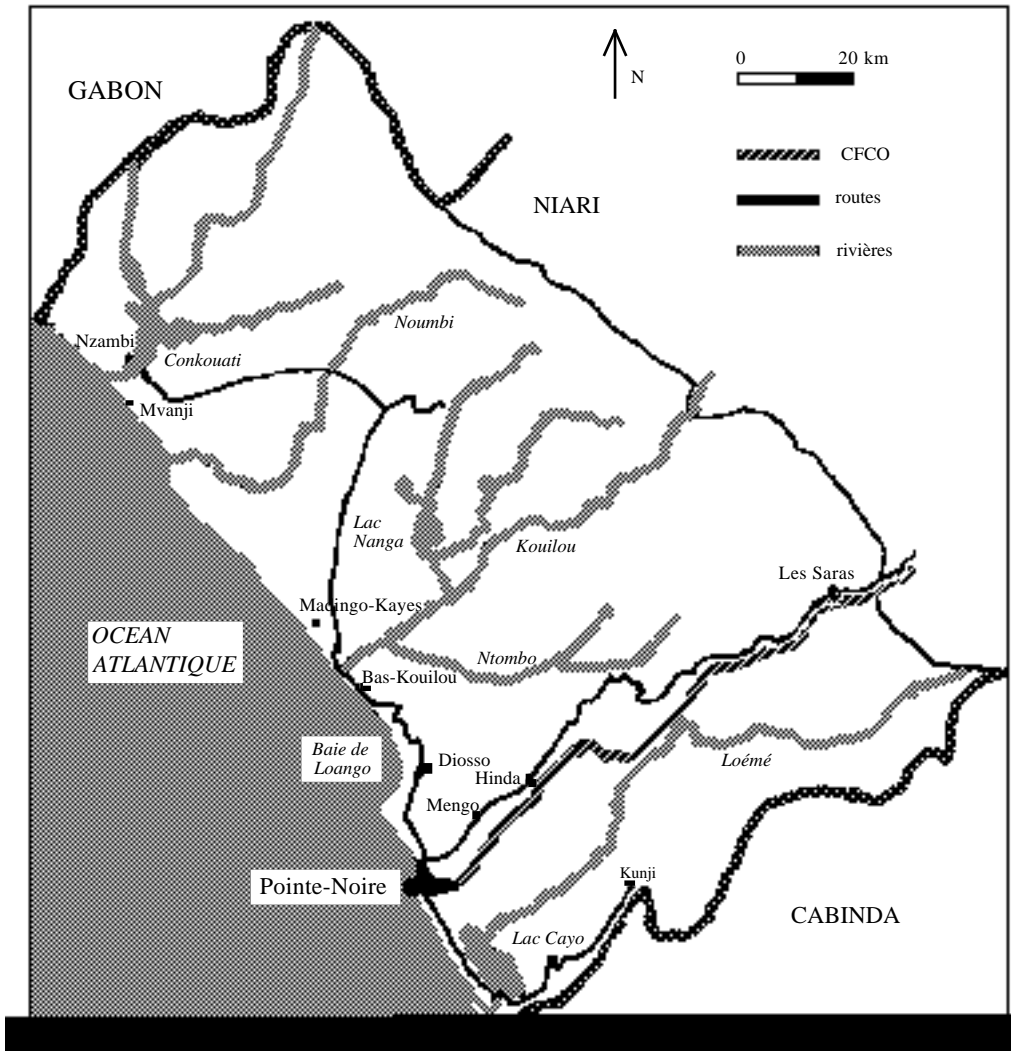 GABON
N
0 20 km
CFCO
NIARI
routes
rivières
Noumbi
Nzambi
Conkouati
Mvanji
Lac
Nanga
Kouilou
Les Saras
Madingo-Kayes
OCEAN
ATLANTIQUE
Ntombo
Bas-Kouilou
Baie de
Loango
Diosso
Hinda
Loémé
Mengo
Kunji
Pointe-Noire
CABINDA
Lac Cayo